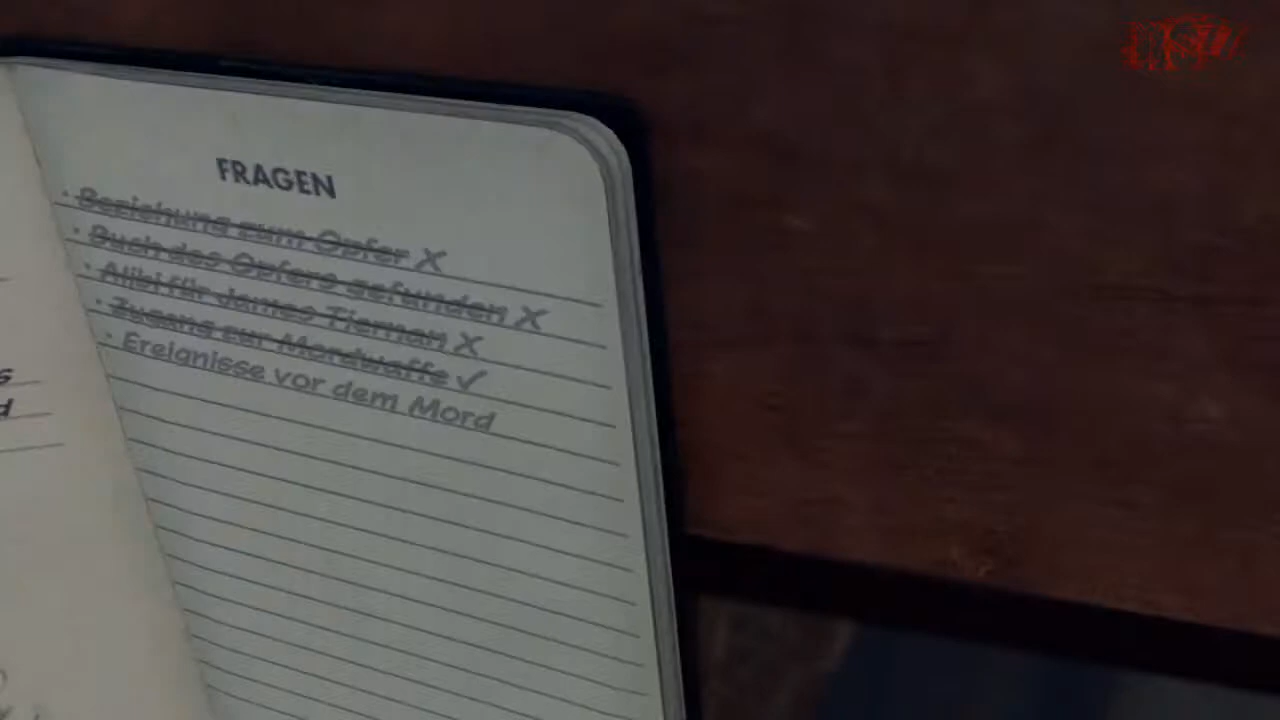 FRAGEN
· Beziehung zum Opfer X
· Buch des Opfers gefunden X
· Alibi für James Tiernan X
· Zugang zur Mordwaffe ✓
· Ereignisse vor dem Mord
s
d